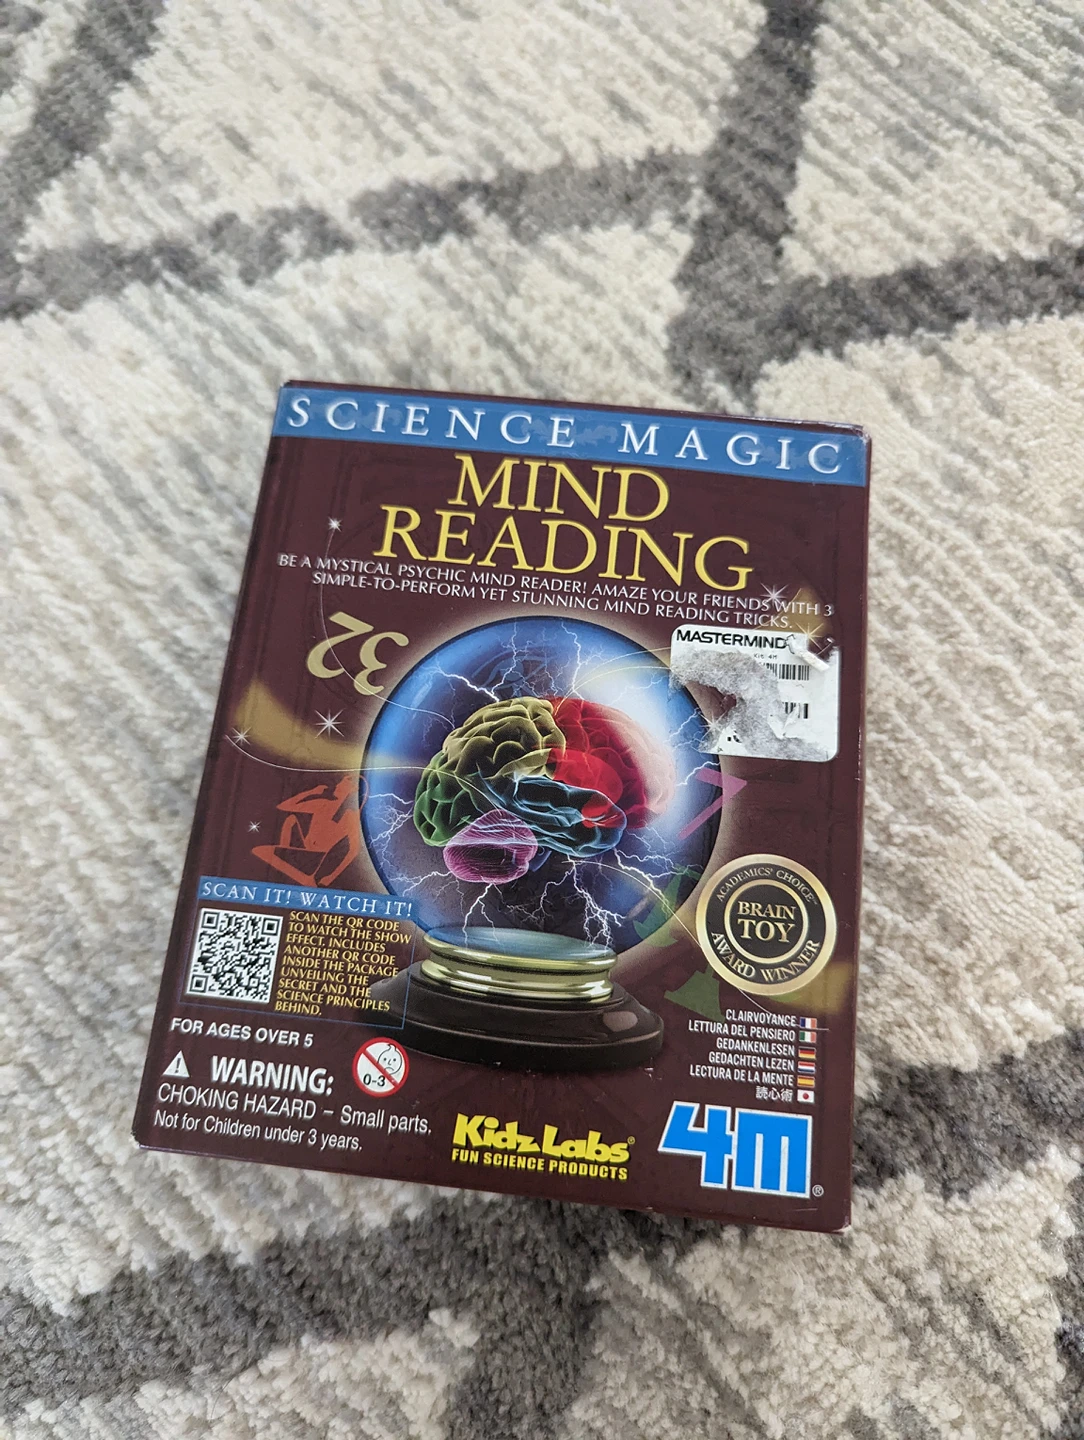 SCIENCE MAGIC
MIND
READING
BE A MYSTICAL PSYCHIC MIND READER! AMAZE YOUR FRIENDS WITH 3
SIMPLE-TO-PERFORM YET STUNNING MIND READING TRICKS.
MASTERMIND
32
7
SCAN IT! WATCH IT!
SCAN THE QR CODE
TO WATCH THE SHOW
EFFECT. INCLUDES
ANOTHER QR CODE
INSIDE THE PACKAGE
UNVEILING THE
SECRET AND THE
SCIENCE PRINCIPLES
BEHIND.
ACADEMICS' CHOICE™
BRAIN
TOY
AWARD WINNER
CLAIRVOYANCE
LETTURA DEL PENSIERO
GEDANKENLESEN
GEDACHTEN LEZEN
LECTURA DE LA MENTE
読心術
FOR AGES OVER 5
WARNING:
CHOKING HAZARD – Small parts.
Not for Children under 3 years.
0-3
KidzLabs®
FUN SCIENCE PRODUCTS
4M®